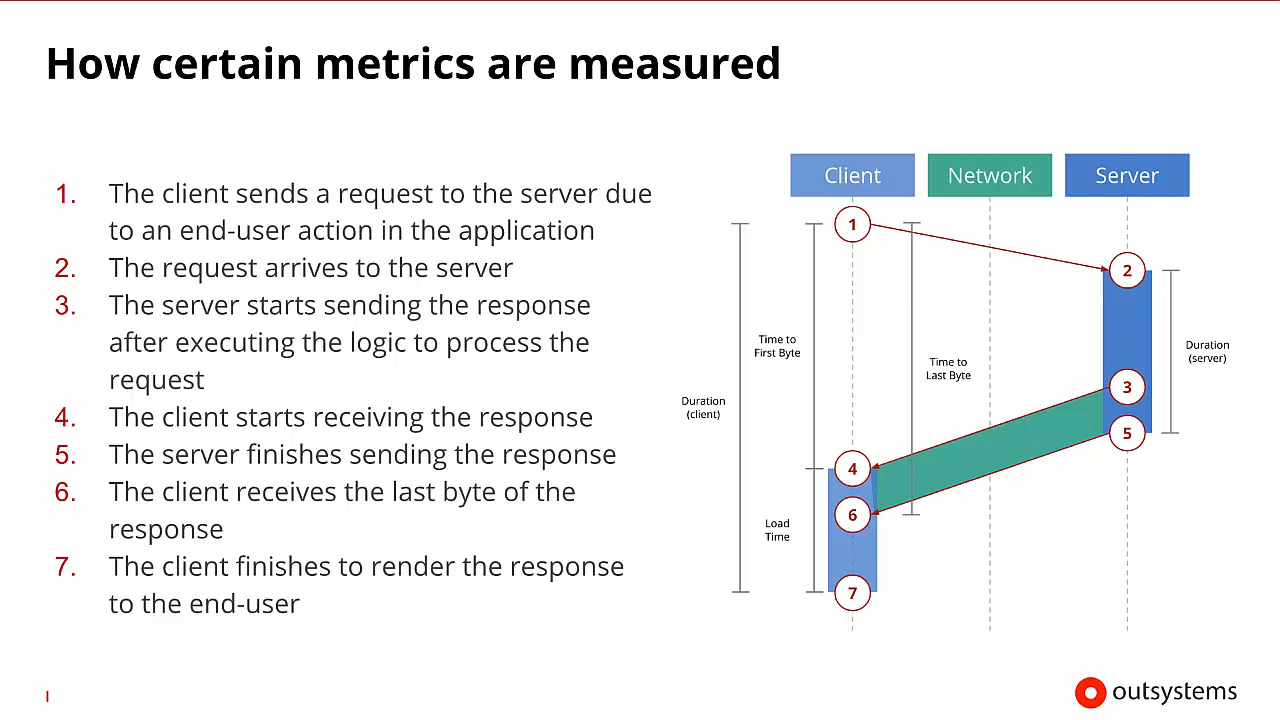 How certain metrics are measured
1. The client sends a request to the server due
to an end-user action in the application
2. The request arrives to the server
3. The server starts sending the response
after executing the logic to process the
request
4. The client starts receiving the response
5. The server finishes sending the response
6. The client receives the last byte of the
response
7. The client finishes to render the response
to the end-user
Client
Network
Server
1
2
Time to
First Byte
Duration
(server)
Time to
Last Byte
3
Duration
(client)
5
4
6
Load
Time
7
I
outsystems